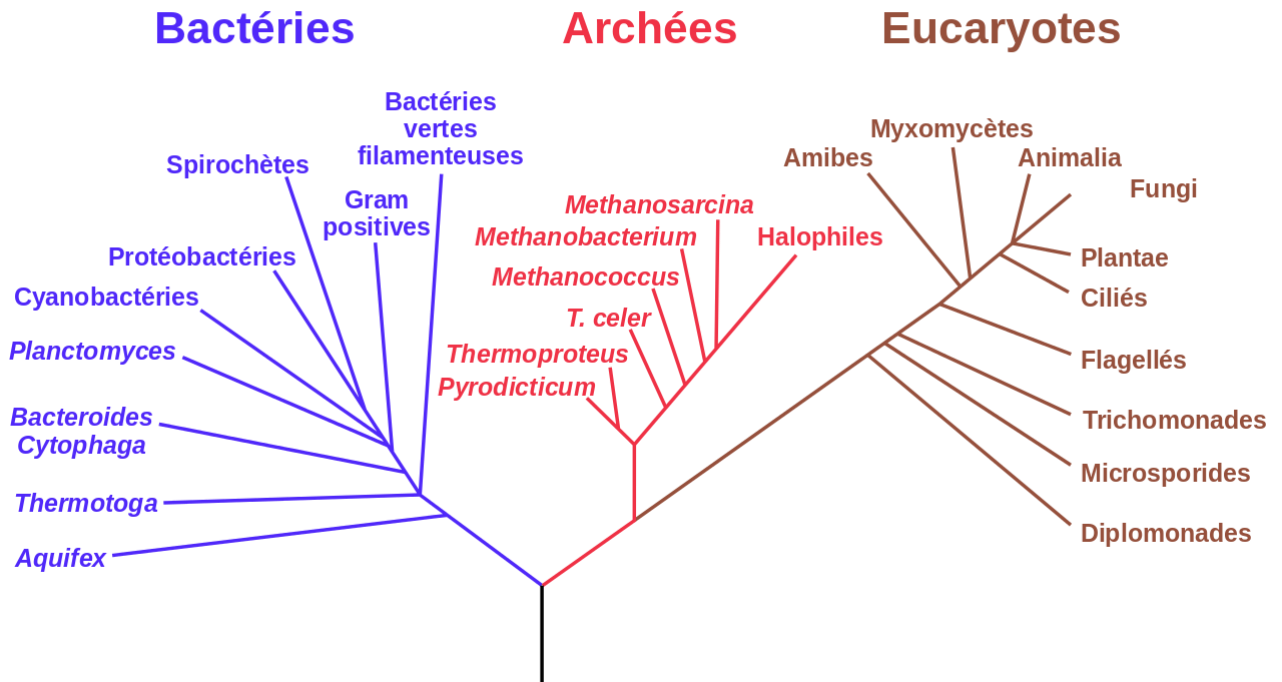 Bactéries
Archées
Eucaryotes
Bactéries
vertes
filamenteuses
Spirochètes
Gram
positives
Protéobactéries
Cyanobactéries
Planctomyces
Bacteroides
Cytophaga
Thermotoga
Aquifex
Methanosarcina
Methanobacterium
Halophiles
Methanococcus
T. celer
Thermoproteus
Pyrodicticum
Myxomycètes
Amibes
Animalia
Fungi
Plantae
Ciliés
Flagellés
Trichomonades
Microsporides
Diplomonades